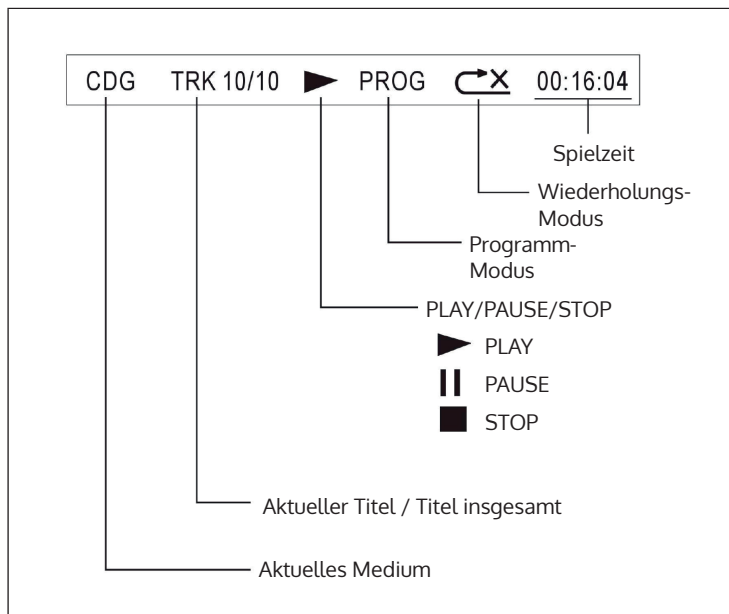 CDG TRK 10/10 PROG 00:16:04
Spielzeit
Wiederholungs-
Modus
Programm-
Modus
PLAY/PAUSE/STOP
PLAY
PAUSE
STOP
Aktueller Titel / Titel insgesamt
Aktuelles Medium